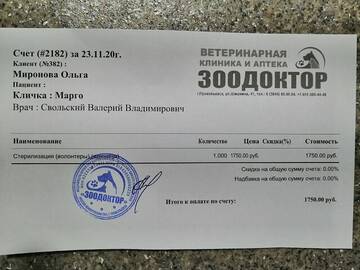 Счет (#2182) за 23.11.20г.
Клиент (№382) :
Миронова Ольга
Пациент :
Кличка : Марго
Врач : Свольский Валерий Владимирович
ВЕТЕРИНАРНАЯ
КЛИНИКА И АПТЕКА
ЗООДОКТОР
Наименование Количество Цена Скидка(%) Стоимость
Стерилизация (волонтеры) 1.000 1750.00 руб. 1750.00 руб.
Скидка на общую сумму счета: 0.00%
Надбавка на общую сумму счета: 0.00%
Итого к оплате по счету: 1750.00 руб.
ЗООДОКТОР